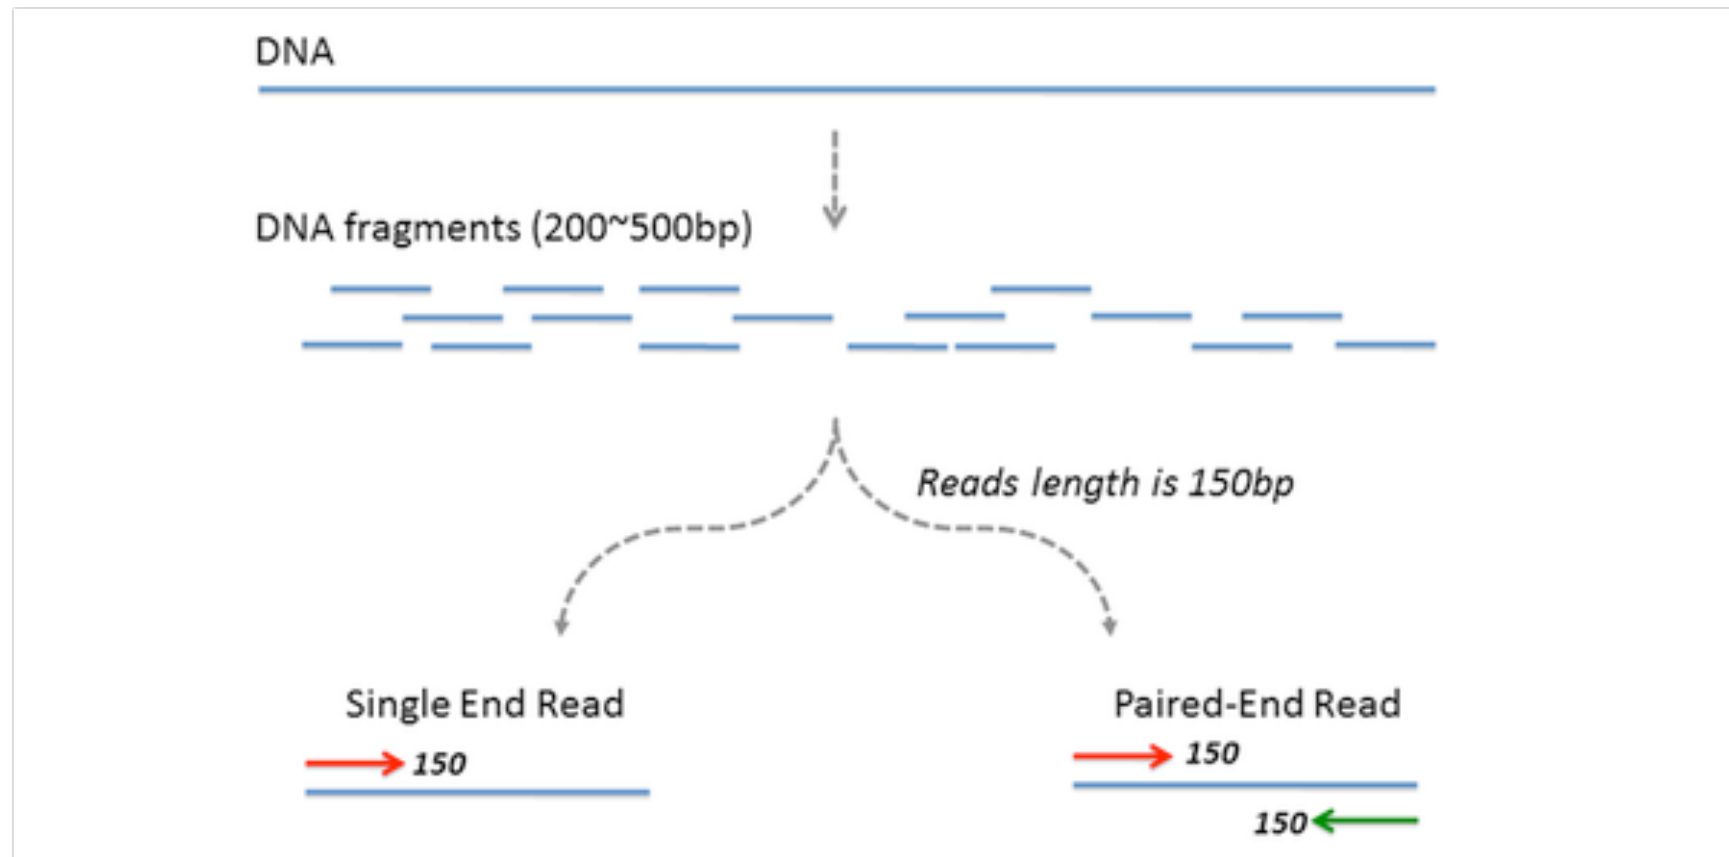 DNA
DNA fragments (200~500bp)
Reads length is 150bp
Single End Read
150
Paired-End Read
150
150